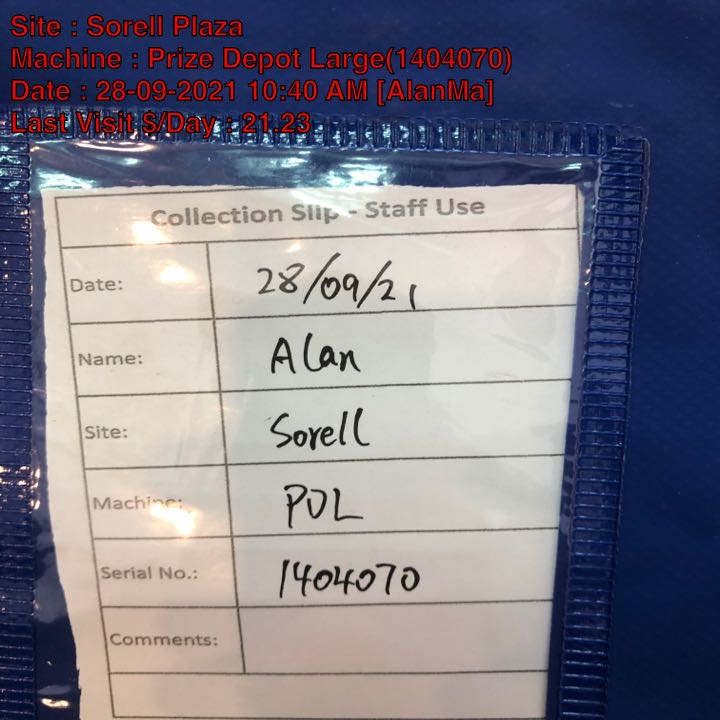 Site : Sorell Plaza
Machine : Prize Depot Large(1404070)
Date : 28-09-2021 10:40 AM [AlanMa]
Last Visit $/Day : 21.23
Collection Slip - Staff Use
Date: 28/09/21
Name: Alan
Site: Sorell
Machine: PDL
Serial No.: 1404070
Comments: